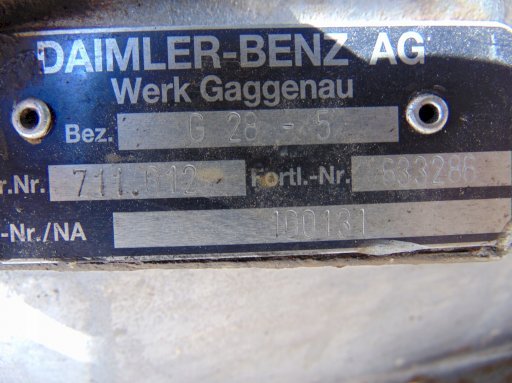 DAIMLER-BENZ AG
Werk Gaggenau
Bez. G 28 - 5
r.Nr. 711.612 Fortl.-Nr. 633286
-Nr./NA 100131